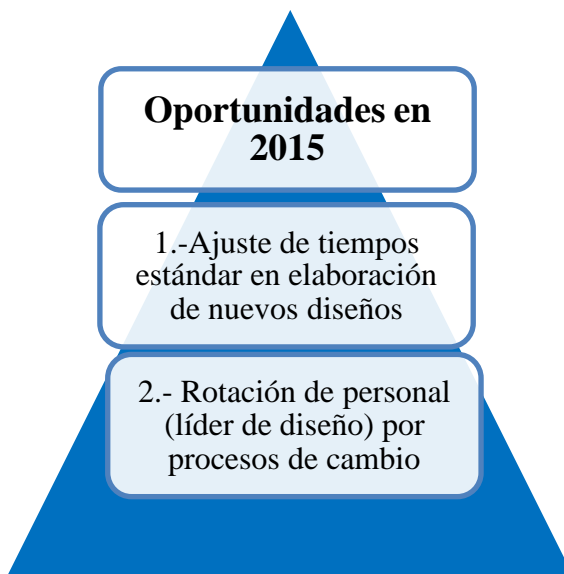 Oportunidades en
2015
1.-Ajuste de tiempos
estándar en elaboración
de nuevos diseños
2.- Rotación de personal
(líder de diseño) por
procesos de cambio